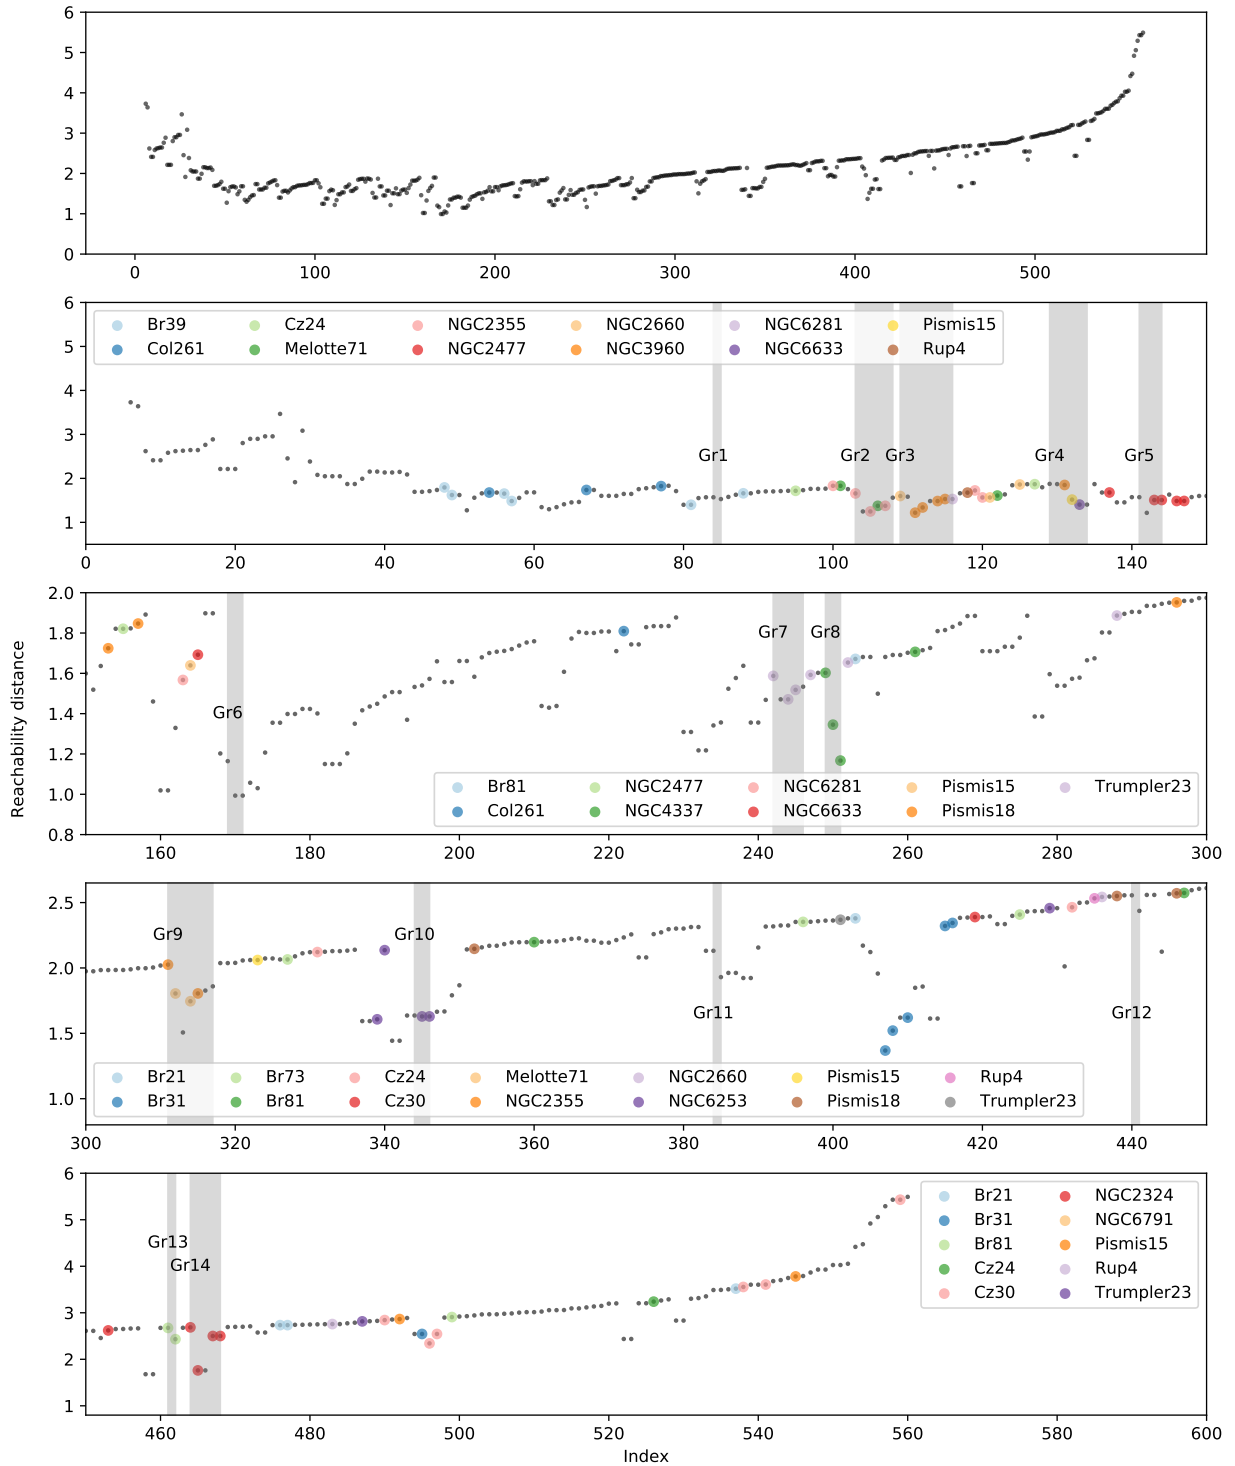 6
5
4
3
2
1
0
0 100 200 300 400 500
6
5
4
3
2
1
Br39 Cz24 NGC2355 NGC2660 NGC6281 Pismis15
Col261 Melotte71 NGC2477 NGC3960 NGC6633 Rup4
Gr1 Gr2 Gr3 Gr4 Gr5
0 20 40 60 80 100 120 140
Reachability distance
2.0
1.8
1.6
1.4
1.2
1.0
0.8
Gr7 Gr8
Gr6
Br81 NGC2477 NGC6281 Pismis15 Trumpler23
Col261 NGC4337 NGC6633 Pismis18
160 180 200 220 240 260 280 300
2.5
2.0
1.5
1.0
Gr9 Gr10
Gr11 Gr12
Br21 Br73 Cz24 Melotte71 NGC2660 Pismis15 Rup4
Br31 Br81 Cz30 NGC2355 NGC6253 Pismis18 Trumpler23
300 320 340 360 380 400 420 440
6
5
4
3
2
1
Gr13
Gr14
Br21 NGC2324
Br31 NGC6791
Br81 Pismis15
Cz24 Rup4
Cz30 Trumpler23
460 480 500 520 540 560 580 600
Index